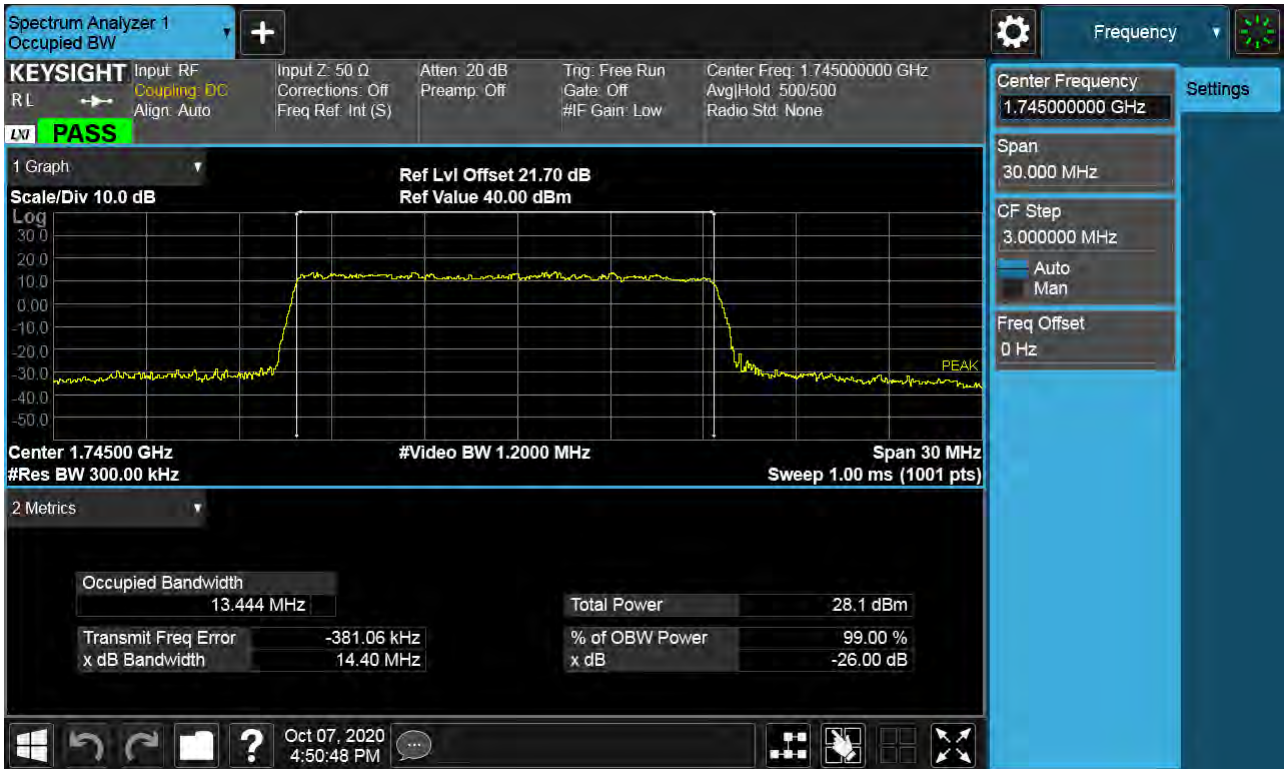 Spectrum Analyzer 1
Occupied BW
Frequency
KEYSIGHT
RL
LXI
PASS
Input: RF
Coupling: DC
Align: Auto
Input Z: 50 Ω
Corrections: Off
Freq Ref: Int (S)
Atten: 20 dB
Preamp: Off
Trig: Free Run
Gate: Off
#IF Gain: Low
Center Freq: 1.745000000 GHz
Avg|Hold: 500/500
Radio Std: None
Center Frequency
1.745000000 GHz
Settings
Span
30.000 MHz
CF Step
3.000000 MHz
Auto
Man
Freq Offset
0 Hz
1 Graph
Scale/Div 10.0 dB
Ref Lvl Offset 21.70 dB
Ref Value 40.00 dBm
Log
30.0
20.0
10.0
0.00
-10.0
-20.0
-30.0
-40.0
-50.0
PEAK
Center 1.74500 GHz
#Video BW 1.2000 MHz
Span 30 MHz
#Res BW 300.00 kHz
Sweep 1.00 ms (1001 pts)
2 Metrics
Occupied Bandwidth
13.444 MHz
Total Power 28.1 dBm
Transmit Freq Error -381.06 kHz
% of OBW Power 99.00 %
x dB Bandwidth 14.40 MHz
x dB -26.00 dB
?
Oct 07, 2020
4:50:48 PM